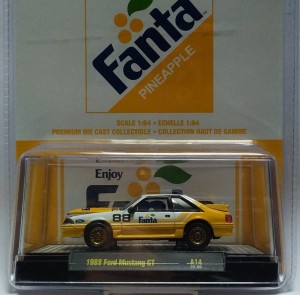 Fanta
PINEAPPLE
SCALE 1:64 • ECHELLE 1:64
PREMIUM DIE CAST COLLECTIBLE • COLLECTION HAUT DE GAMME
Enjoy
88
Fanta
1989 Ford Mustang GT
A14